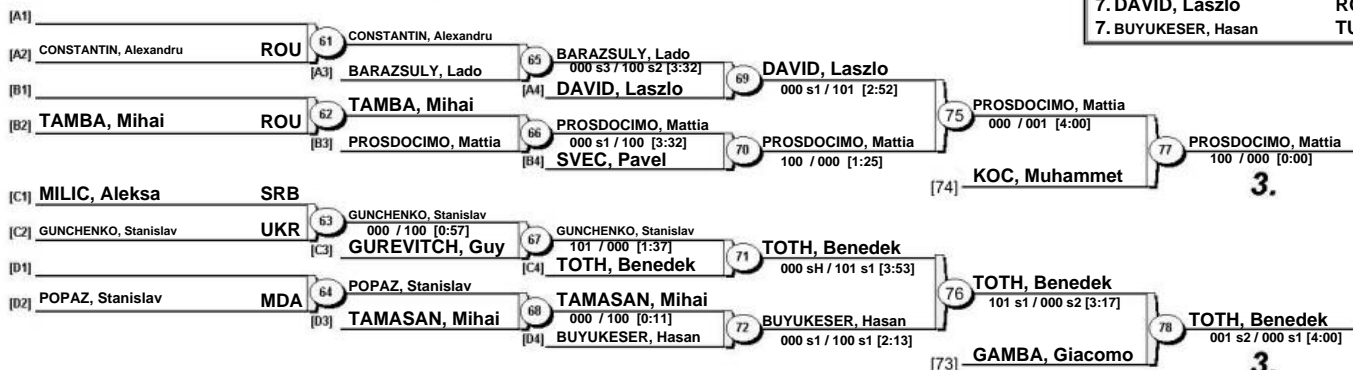 7. DAVID, Laszlo
7. BUYUKESER, Hasan
[A1]
[A2] CONSTANTIN, Alexandru ROU 61 CONSTANTIN, Alexandru
[A3] BARAZSULY, Lado 65 BARAZSULY, Lado
000 s3 / 100 s2 [3:32]
[A4] DAVID, Laszlo 69 DAVID, Laszlo
000 s1 / 101 [2:52]
[B1]
[B2] TAMBA, Mihai ROU 62 TAMBA, Mihai
[B3] PROSDOCIMO, Mattia 66 PROSDOCIMO, Mattia
000 s1 / 100 [3:32]
[B4] SVEC, Pavel 70 PROSDOCIMO, Mattia
100 / 000 [1:25]
75 PROSDOCIMO, Mattia
000 / 001 [4:00]
[74] KOC, Muhammet 77 PROSDOCIMO, Mattia
100 / 000 [0:00]
3.
[C1] MILIC, Aleksa SRB
[C2] GUNCHENKO, Stanislav UKR 63 GUNCHENKO, Stanislav
000 / 100 [0:57]
[C3] GUREVITCH, Guy 67 GUNCHENKO, Stanislav
101 / 000 [1:37]
[C4] TOTH, Benedek 71 TOTH, Benedek
000 sH / 101 s1 [3:53]
[D1]
[D2] POPAZ, Stanislav MDA 64 POPAZ, Stanislav
[D3] TAMASAN, Mihai 68 TAMASAN, Mihai
000 / 100 [0:11]
[D4] BUYUKESER, Hasan 72 BUYUKESER, Hasan
000 s1 / 100 s1 [2:13]
76 TOTH, Benedek
101 s1 / 000 s2 [3:17]
[73] GAMBA, Giacomo 78 TOTH, Benedek
001 s2 / 000 s1 [4:00]
3.